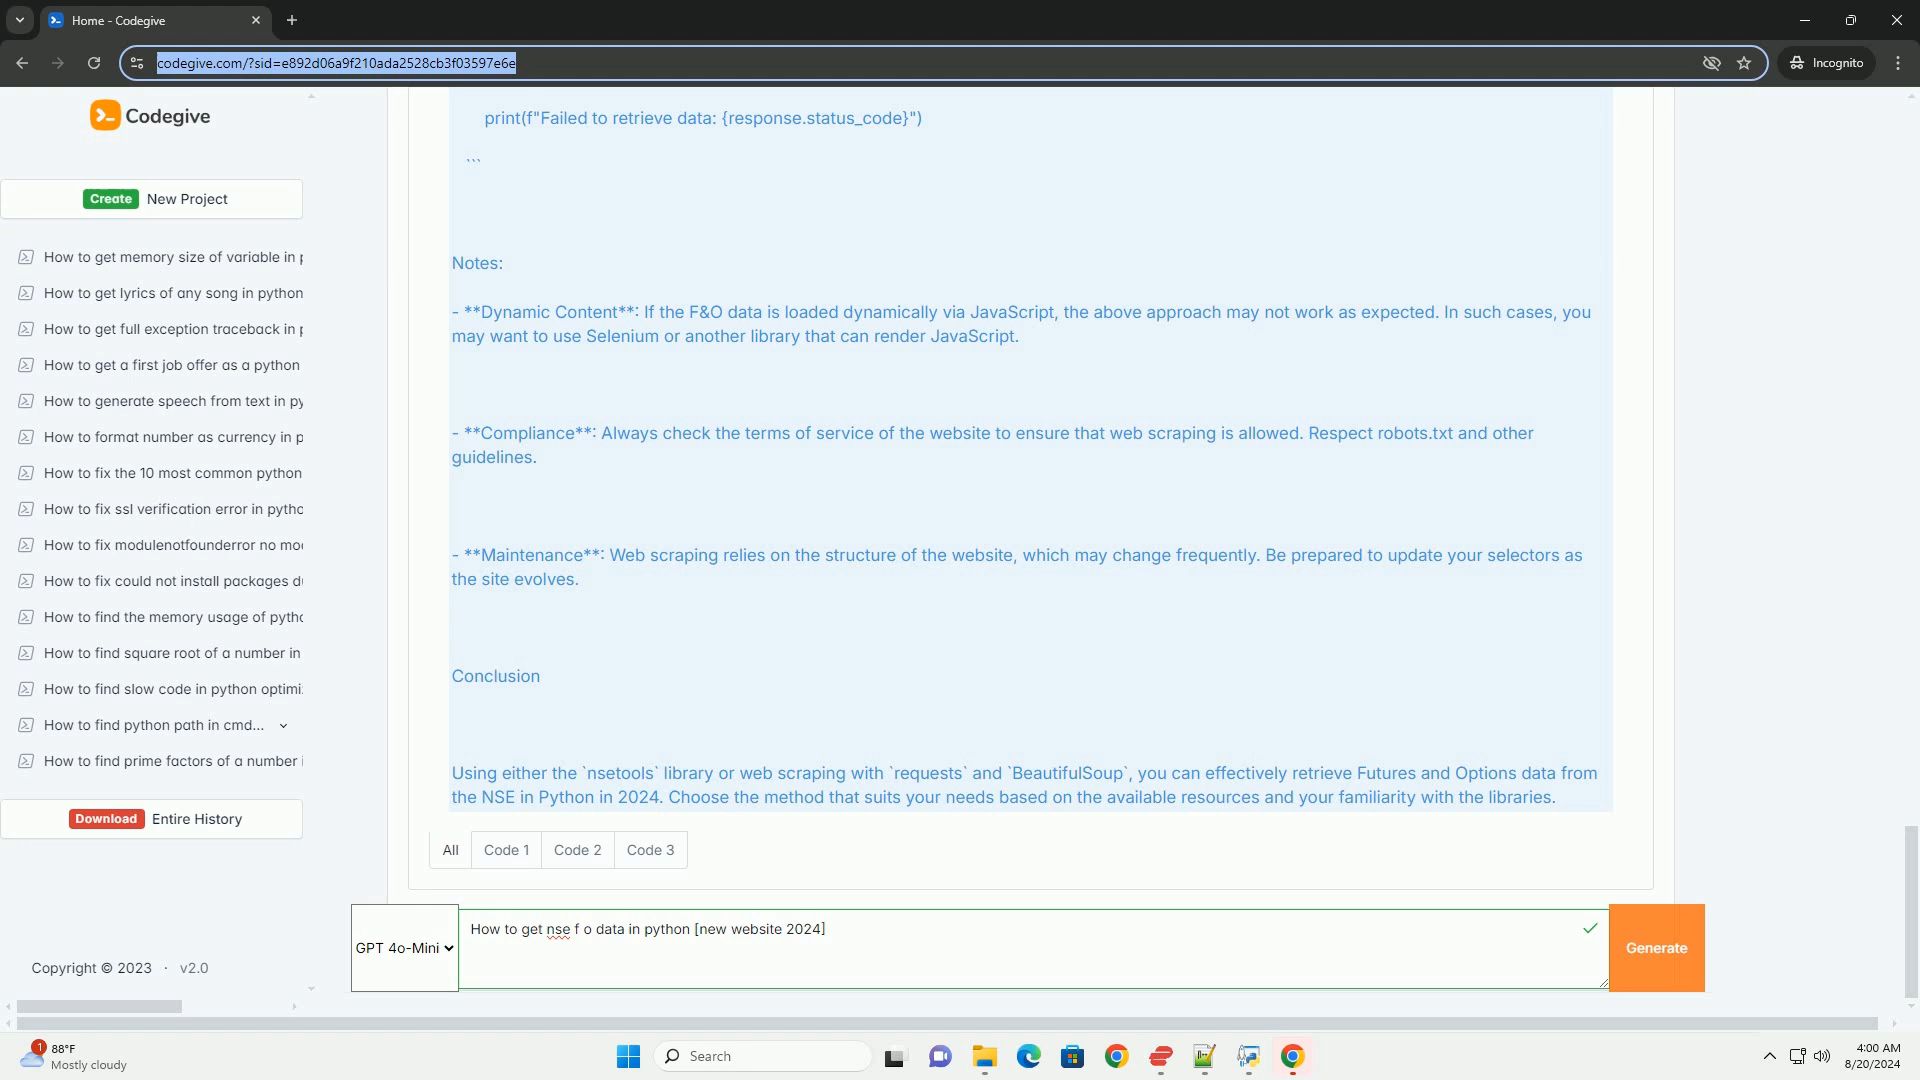 Home - Codegive
codegive.com/?sid=e892d06a9f210ada2528cb3f03597e6e
Incognito
Codegive
Create New Project
How to get memory size of variable in p
How to get lyrics of any song in python
How to get full exception traceback in p
How to get a first job offer as a python
How to generate speech from text in py
How to format number as currency in p
How to fix the 10 most common python
How to fix ssl verification error in pytho
How to fix modulenotfounderror no mo
How to fix could not install packages d
How to find the memory usage of pytho
How to find square root of a number in
How to find slow code in python optimi
How to find python path in cmd...
How to find prime factors of a number i
Download Entire History
Copyright © 2023 · v2.0
print(f"Failed to retrieve data: {response.status_code}")
```
Notes:
- **Dynamic Content**: If the F&O data is loaded dynamically via JavaScript, the above approach may not work as expected. In such cases, you
may want to use Selenium or another library that can render JavaScript.
- **Compliance**: Always check the terms of service of the website to ensure that web scraping is allowed. Respect robots.txt and other
guidelines.
- **Maintenance**: Web scraping relies on the structure of the website, which may change frequently. Be prepared to update your selectors as
the site evolves.
Conclusion
Using either the `nsetools` library or web scraping with `requests` and `BeautifulSoup`, you can effectively retrieve Futures and Options data from
the NSE in Python in 2024. Choose the method that suits your needs based on the available resources and your familiarity with the libraries.
All Code 1 Code 2 Code 3
GPT 4o-Mini
How to get nse f o data in python [new website 2024]
Generate
1
88°F
Mostly cloudy
Search
4:00 AM
8/20/2024